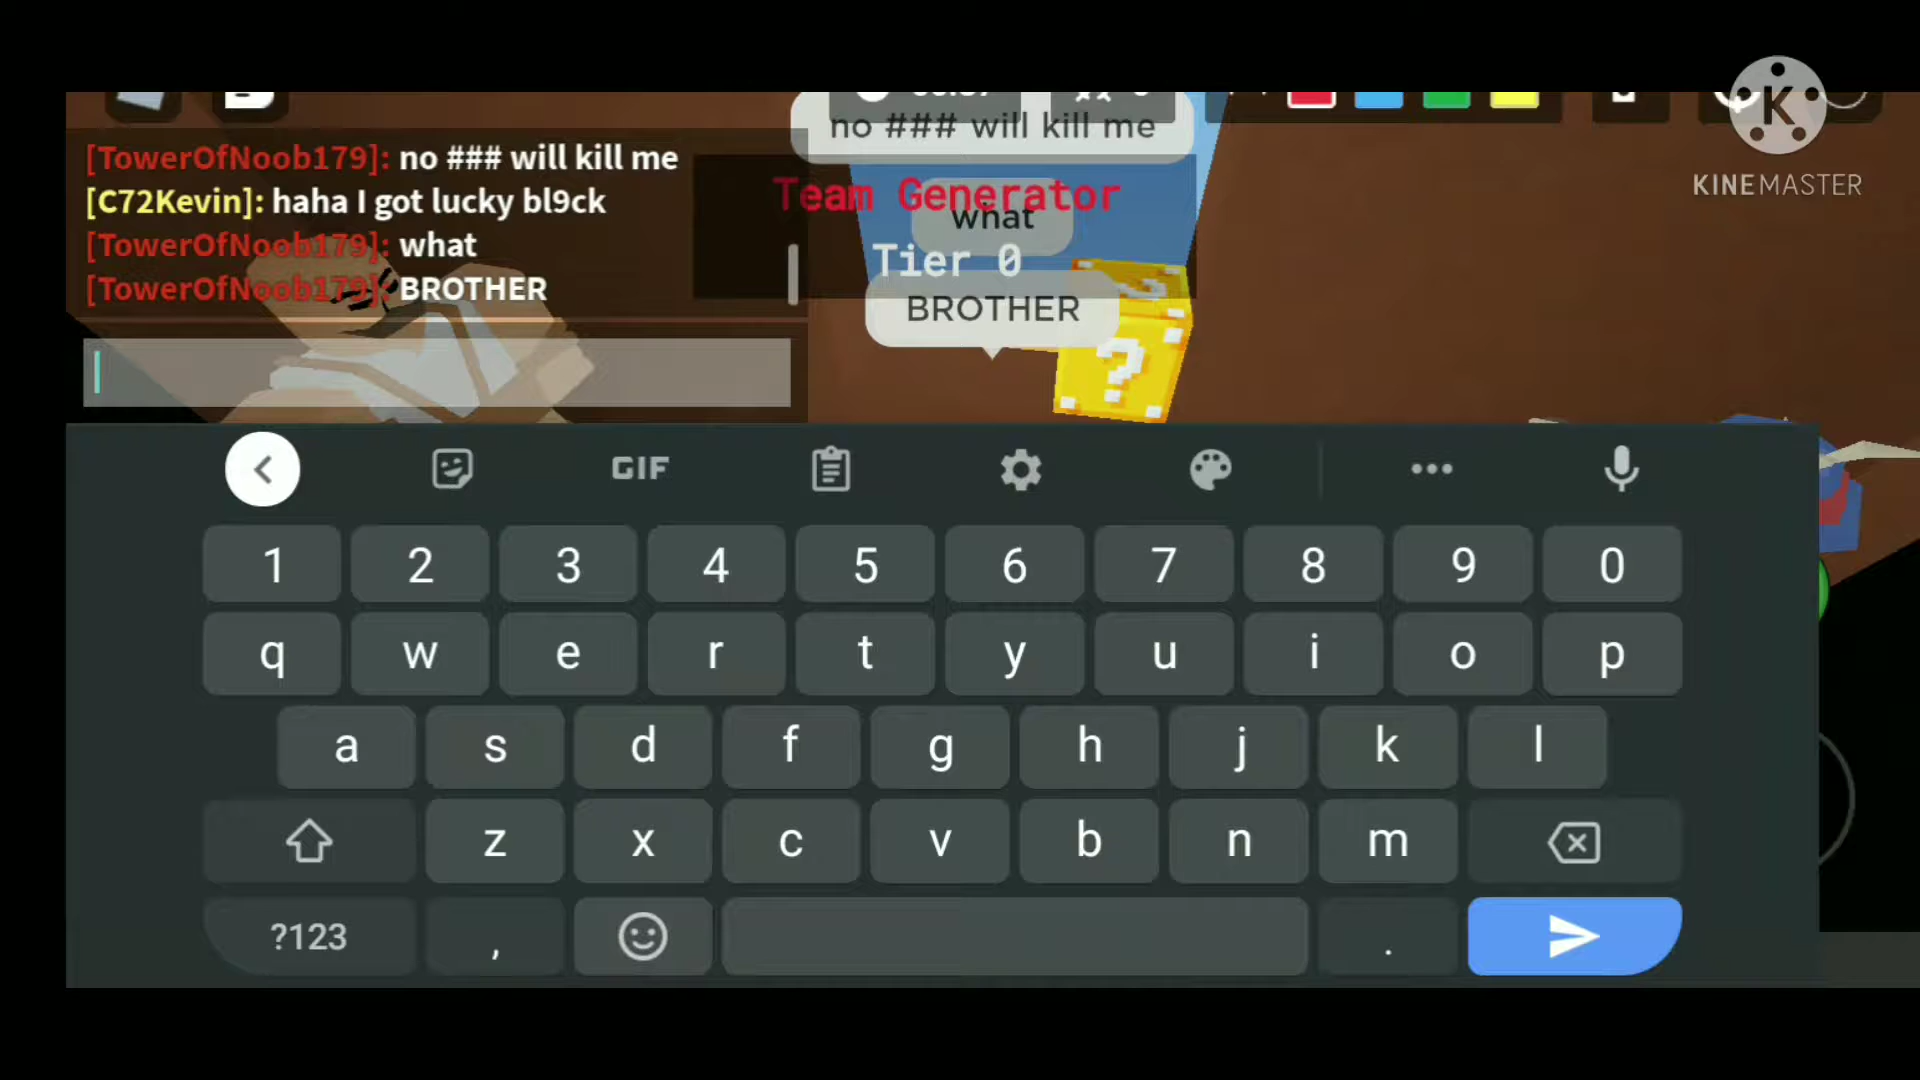 no ### will kill me
[TowerOfNoob179]: no ### will kill me
[C72Kevin]: haha I got lucky bl9ck
[TowerOfNoob179]: what
[TowerOfNoob179]: BROTHER
Team Generator
what
Tier 0
BROTHER
KINEMASTER
GIF
1 2 3 4 5 6 7 8 9 0
q w e r t y u i o p
a s d f g h j k l
z x c v b n m
?123 , .